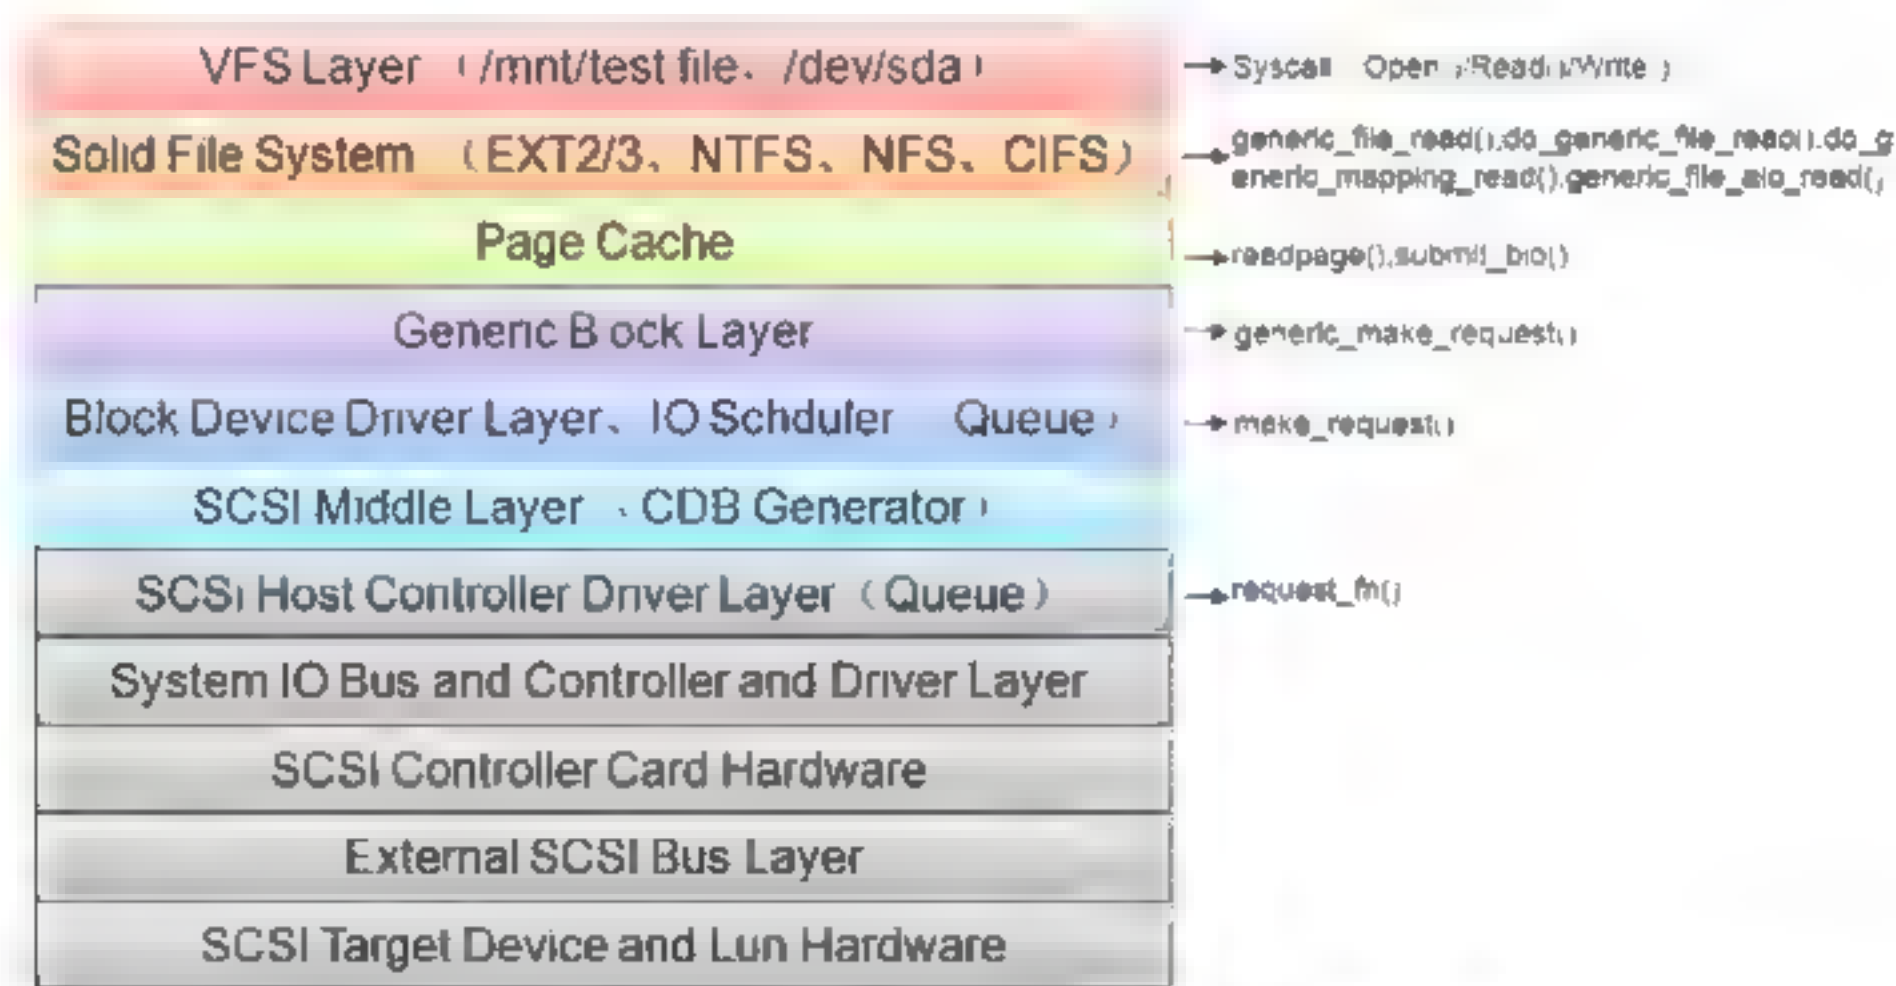 VFS Layer （/mnt/test file、/dev/sda）
Syscall Open()/Read()/Write()
Solid File System （EXT2/3、NTFS、NFS、CIFS）
generic_file_read().do_generic_file_read().do_g
eneric_mapping_read().generic_file_aio_read()
Page Cache
readpage().submit_bio()
Generic Block Layer
generic_make_request()
Block Device Driver Layer、IO Schduler （Queue）
make_request()
SCSI Middle Layer （CDB Generator）
SCSI Host Controller Driver Layer （Queue）
request_fn()
System IO Bus and Controller and Driver Layer
SCSI Controller Card Hardware
External SCSI Bus Layer
SCSI Target Device and Lun Hardware